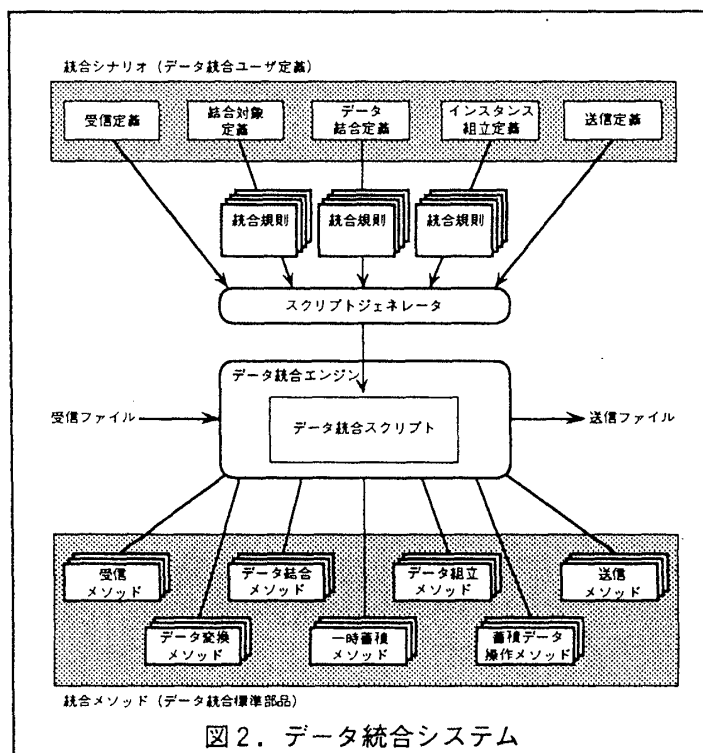 統合シナリオ（データ統合ユーザ定義）
受信定義
結合対象
定義
データ
結合定義
インスタンス
組立定義
送信定義
統合規則
統合規則
統合規則
スクリプトジェネレータ
データ統合エンジン
受信ファイル
データ統合スクリプト
送信ファイル
受信
メソッド
データ結合
メソッド
データ組立
メソッド
送信
メソッド
データ変換
メソッド
一時蓄積
メソッド
蓄積データ
操作メソッド
統合メソッド（データ統合標準部品）
図２．データ統合システム